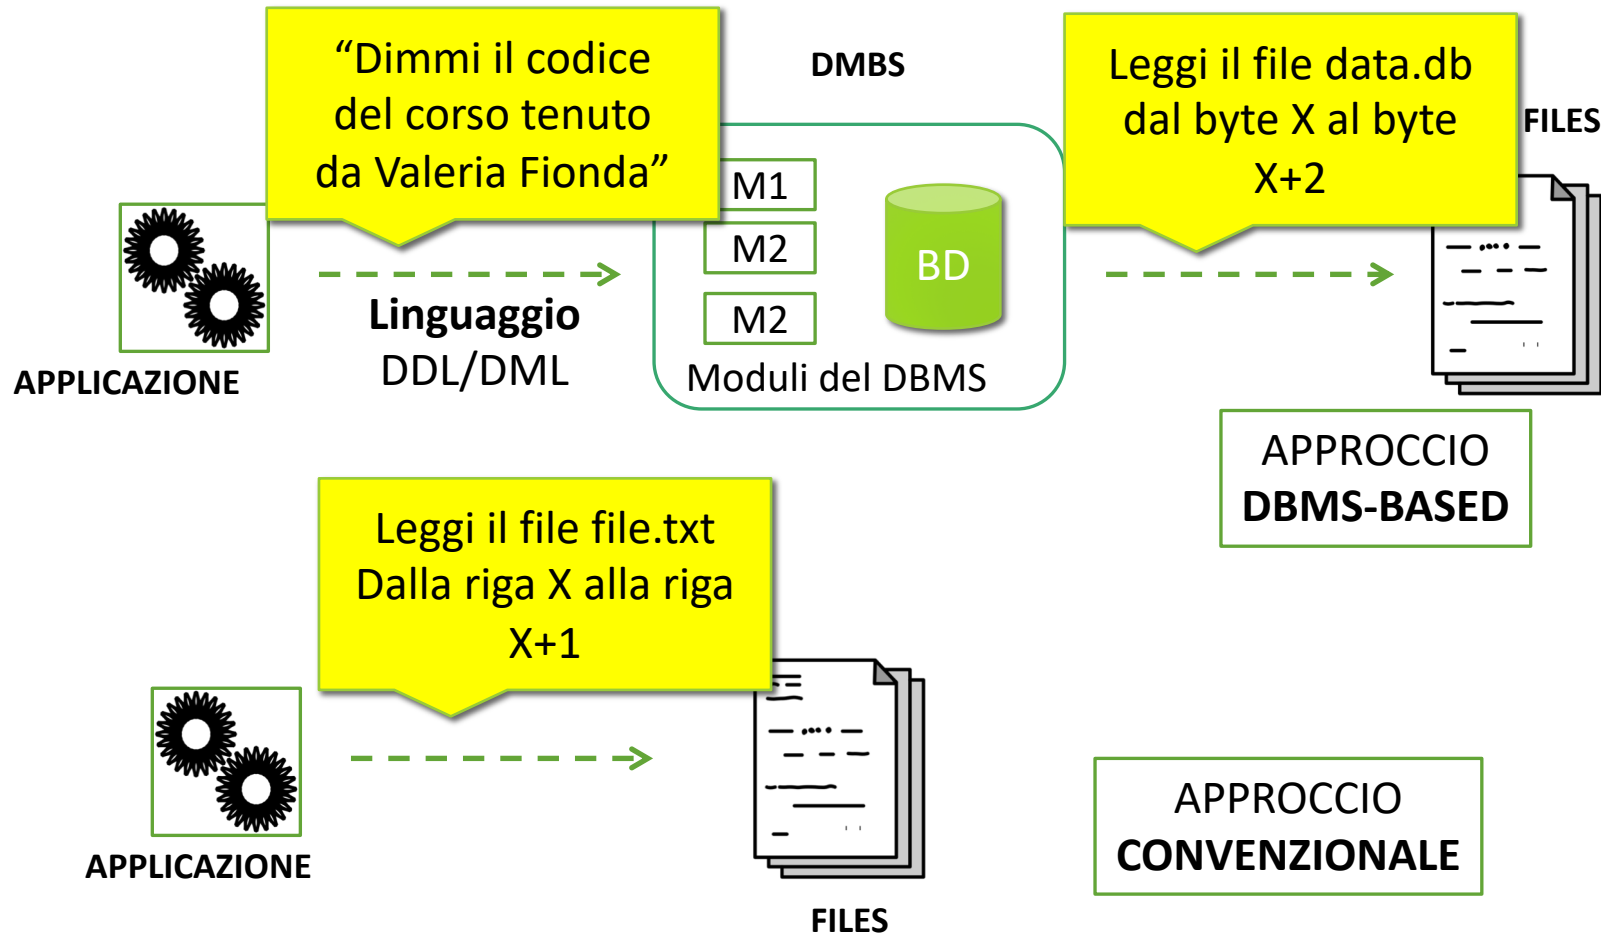 “Dimmi il codice
del corso tenuto
da Valeria Fionda”
DMBS
Leggi il file data.db
dal byte X al byte
X+2
FILES
M1
M2
M2
BD
Moduli del DBMS
Linguaggio
DDL/DML
APPLICAZIONE
APPROCCIO
DBMS-BASED
Leggi il file file.txt
Dalla riga X alla riga
X+1
APPLICAZIONE
FILES
APPROCCIO
CONVENZIONALE